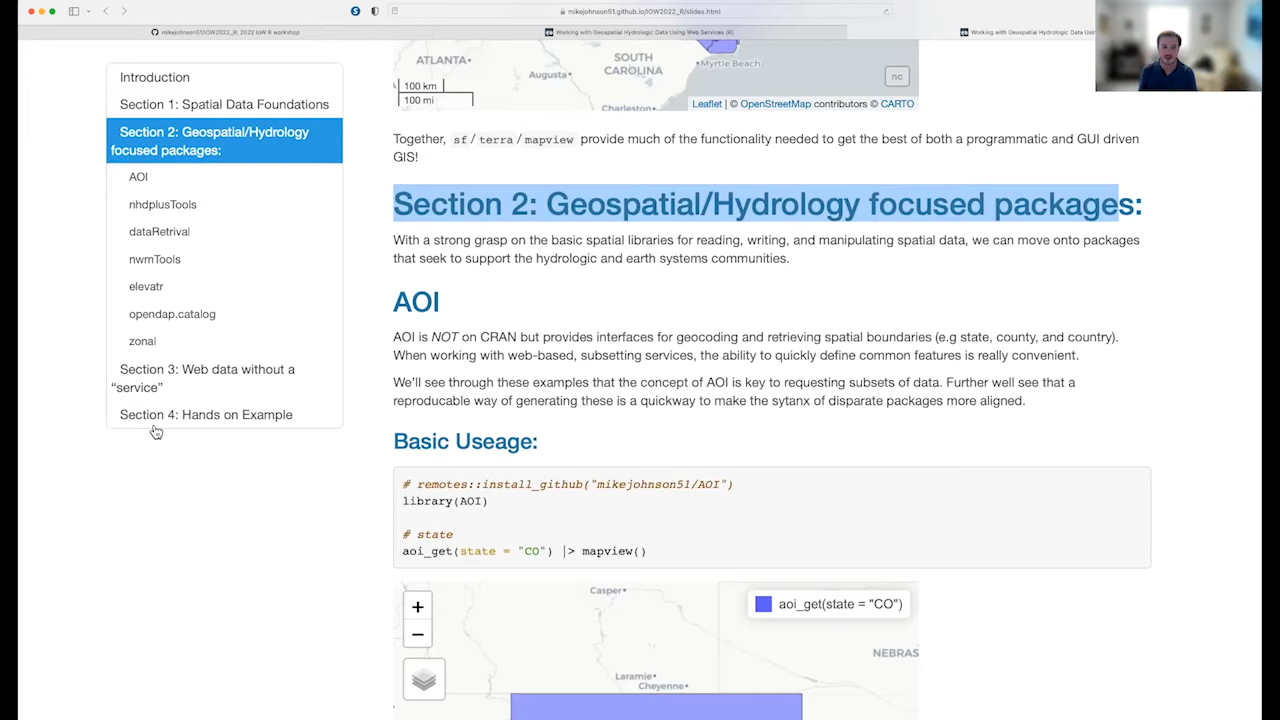 mikejohnson51.github.io/IOW2022_R/slides.html
mikejohnson51/IOW2022_R: 2022 IoW R workshop
Working with Geospatial Hydrologic Data Using Web Services (R)
Working with Geospatial Hydrologic Data Using
Introduction
Section 1: Spatial Data Foundations
Section 2: Geospatial/Hydrology
focused packages:
AOI
nhdplusTools
dataRetrival
nwmTools
elevatr
opendap.catalog
zonal
Section 3: Web data without a
“service”
Section 4: Hands on Example
ATLANTA
SOUTH
CAROLINA
Augusta
Myrtle Beach
Charleston
100 km
100 mi
nc
Leaflet | © OpenStreetMap contributors © CARTO
Together, sf / terra / mapview provide much of the functionality needed to get the best of both a programmatic and GUI driven
GIS!
Section 2: Geospatial/Hydrology focused packages:
With a strong grasp on the basic spatial libraries for reading, writing, and manipulating spatial data, we can move onto packages
that seek to support the hydrologic and earth systems communities.
AOI
AOI is NOT on CRAN but provides interfaces for geocoding and retrieving spatial boundaries (e.g state, county, and country).
When working with web-based, subsetting services, the ability to quickly define common features is really convenient.
We’ll see through these examples that the concept of AOI is key to requesting subsets of data. Further well see that a
reproducable way of generating these is a quickway to make the sytanx of disparate packages more aligned.
Basic Useage:
# remotes::install_github("mikejohnson51/AOI")
library(AOI)
# state
aoi_get(state = "CO") |> mapview()
+
−
Casper
aoi_get(state = "CO")
NEBRAS
Laramie
Cheyenne